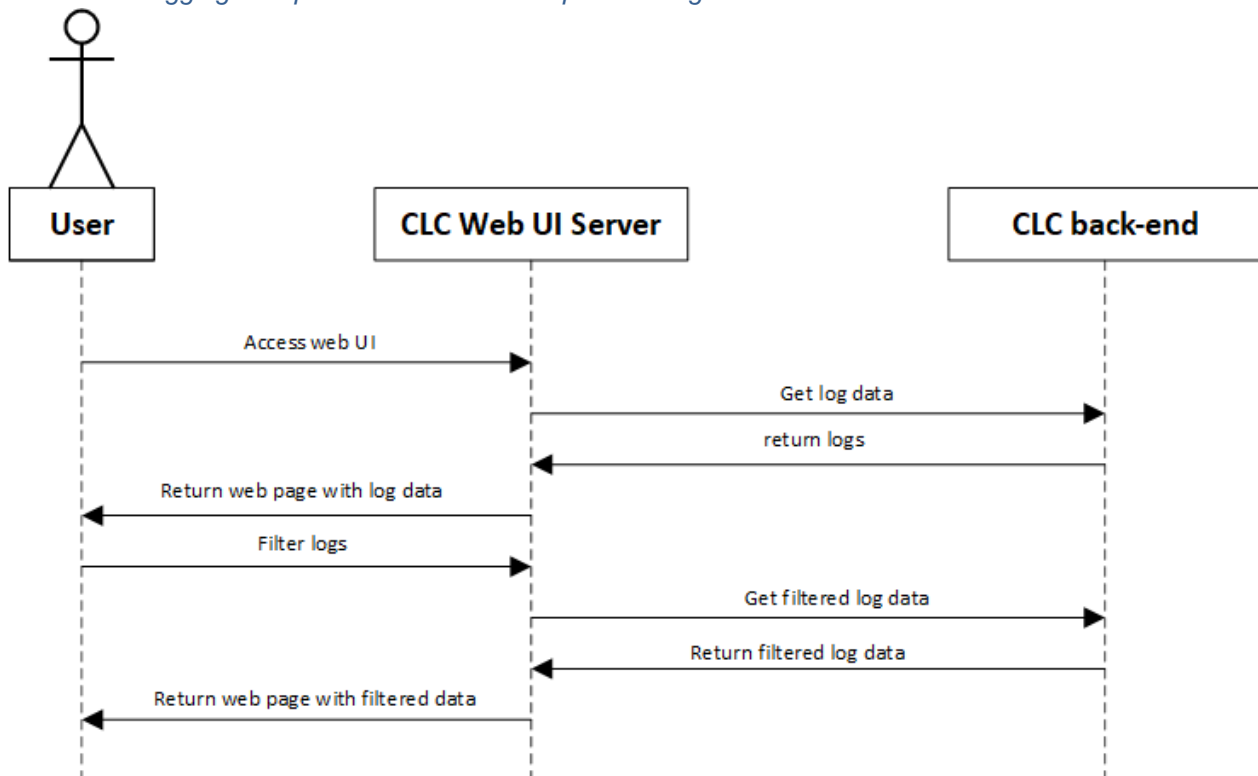 User
CLC Web UI Server
CLC back-end
Access web UI
Get log data
return logs
Return web page with log data
Filter logs
Get filtered log data
Return filtered log data
Return web page with filtered data